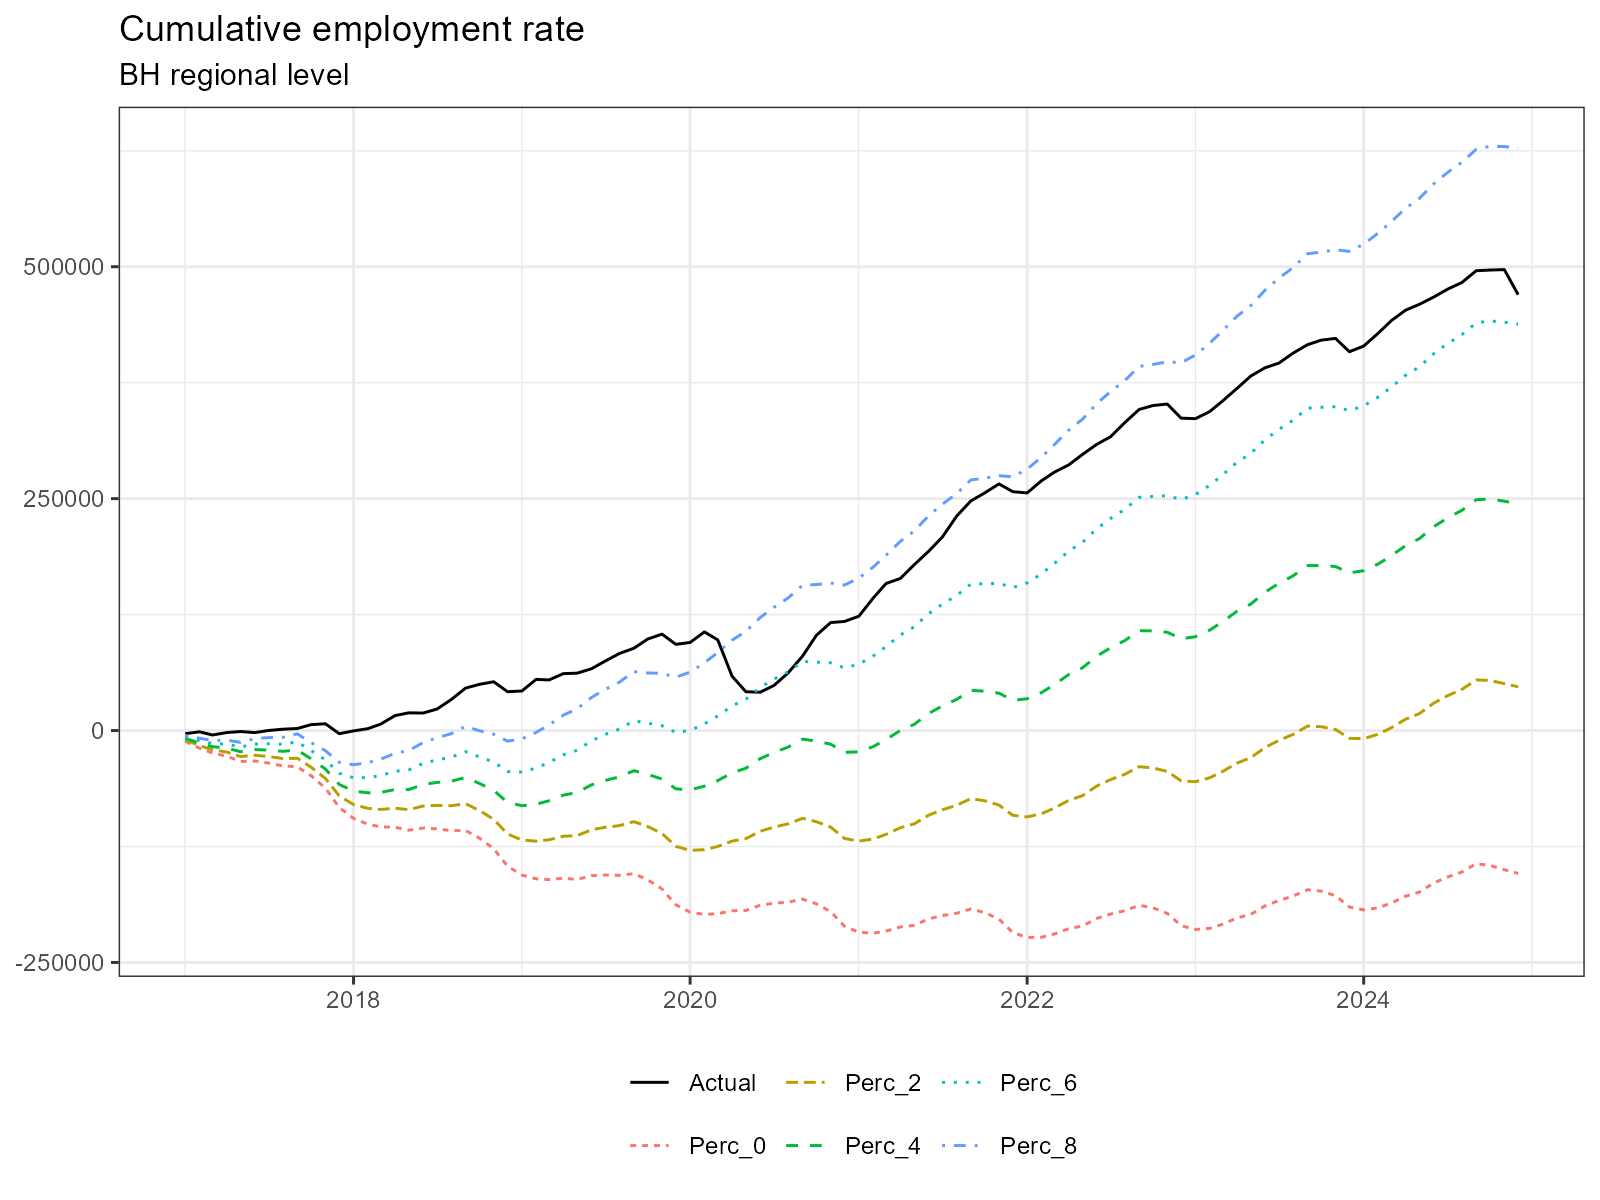 Cumulative employment rate
BH regional level
500000
250000
0
-250000
2018 2020 2022 2024
Actual Perc_2 Perc_6
Perc_0 Perc_4 Perc_8